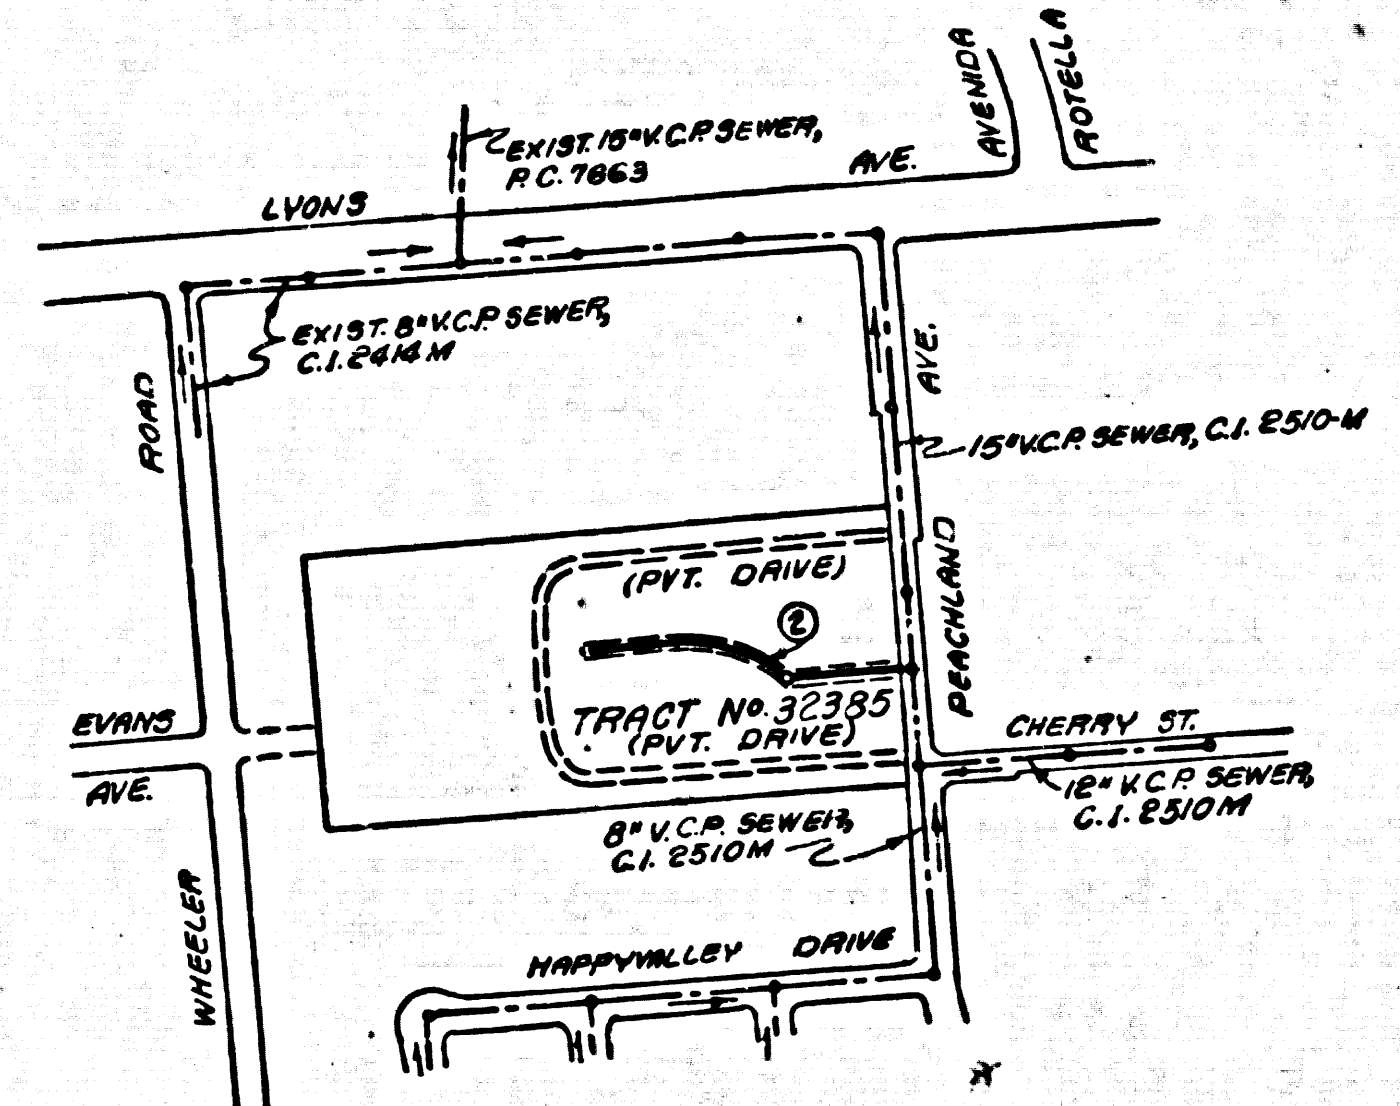 AVENIDA
ROTELLA
EXIST. 15" V.C.P. SEWER,
P.C. 7863
AVE.
LYONS
EXIST. 8" V.C.P. SEWER,
C.I. 2414 M
ROAD
AVE.
15" V.C.P. SEWER, C.I. 2510-M
PEACHLAND
(PVT. DRIVE)
2
TRACT No. 32385
(PVT. DRIVE)
EVANS
AVE.
CHERRY ST.
12" V.C.P. SEWER,
C.I. 2510M
8" V.C.P. SEWER,
C.I. 2510M
WHEELER
HAPPYVALLEY DRIVE